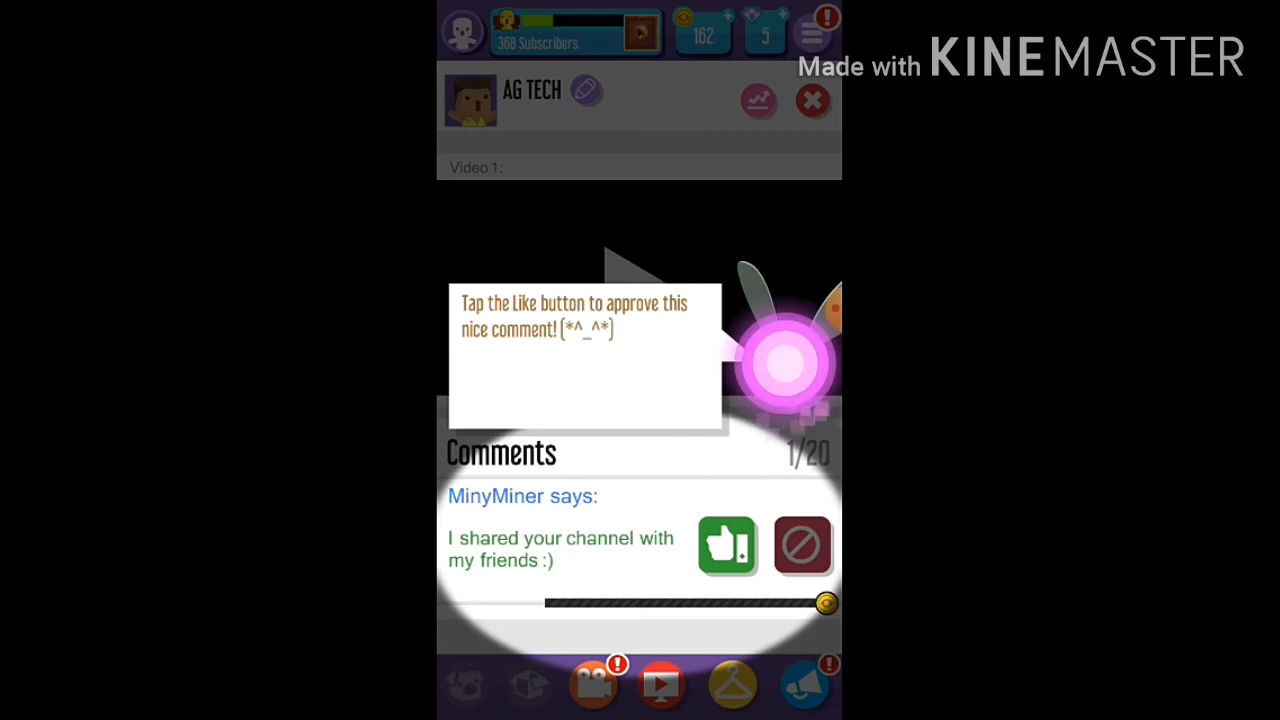 368 Subscribers
162
5
Made with KINEMASTER
AG TECH
Video 1:
Tap the Like button to approve this
nice comment! (*^_^*)
Comments
1/20
MinyMiner says:
I shared your channel with
my friends :)